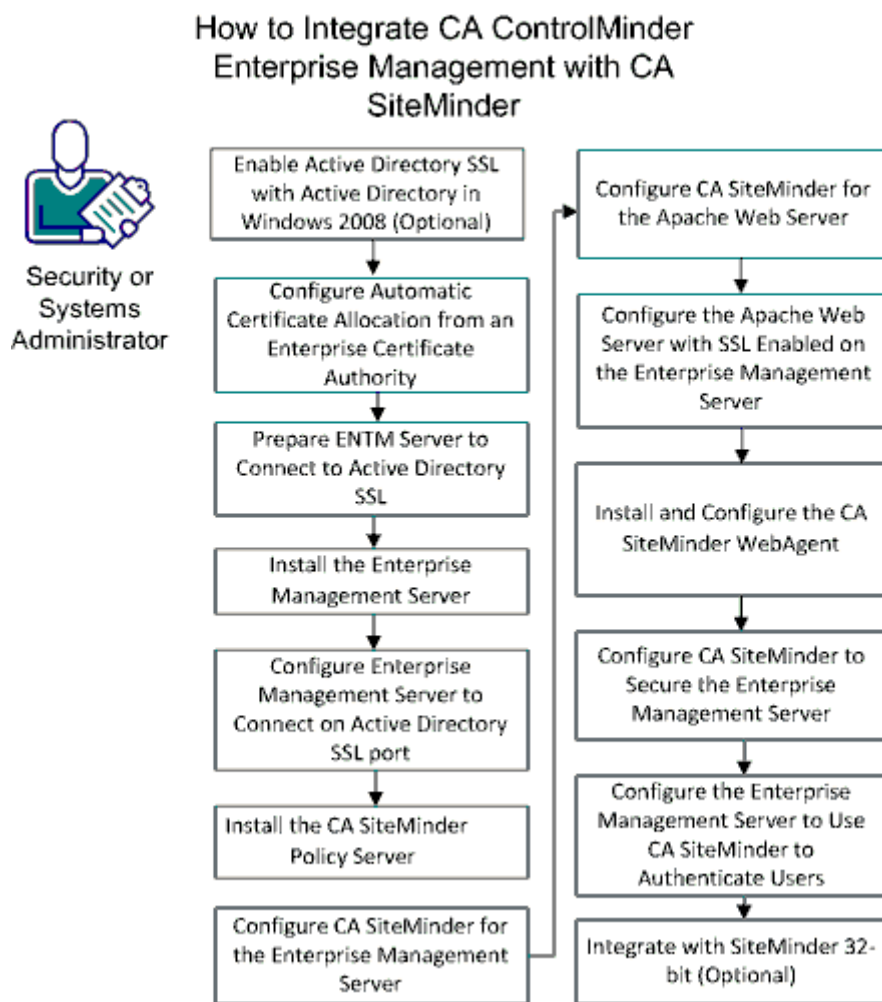 How to Integrate CA ControlMinder
Enterprise Management with CA
SiteMinder
Security or
Systems
Administrator
Enable Active Directory SSL
with Active Directory in
Windows 2008 (Optional)
Configure Automatic
Certificate Allocation from an
Enterprise Certificate
Authority
Prepare ENTM Server to
Connect to Active Directory
SSL
Install the Enterprise
Management Server
Configure Enterprise
Management Server to
Connect on Active Directory
SSL port
Install the CA SiteMinder
Policy Server
Configure CA SiteMinder for
the Enterprise Management
Server
Configure CA SiteMinder for
the Apache Web Server
Configure the Apache Web
Server with SSL Enabled on
the Enterprise Management
Server
Install and Configure the CA
SiteMinder WebAgent
Configure CA SiteMinder to
Secure the Enterprise
Management Server
Configure the Enterprise
Management Server to Use
CA SiteMinder to
Authenticate Users
Integrate with SiteMinder 32-
bit (Optional)